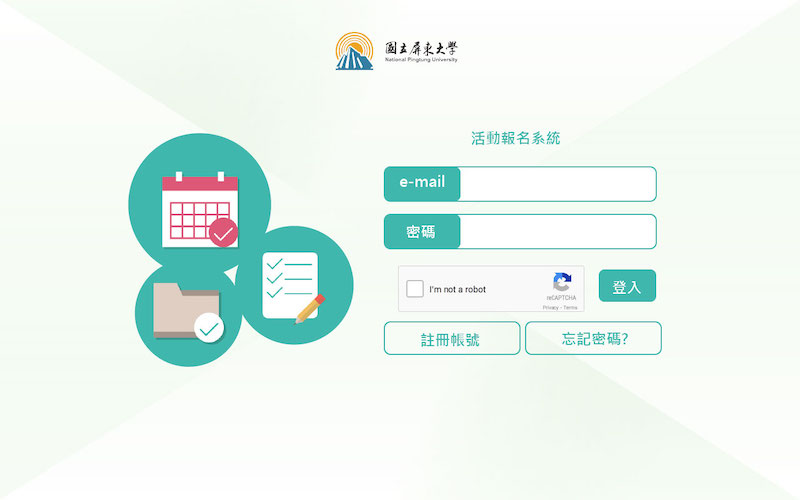 國立屏東大學
National Pingtung University
活動報名系統
e-mail
密碼
I'm not a robot
reCAPTCHA
Privacy - Terms
登入
註冊帳號
忘記密碼?